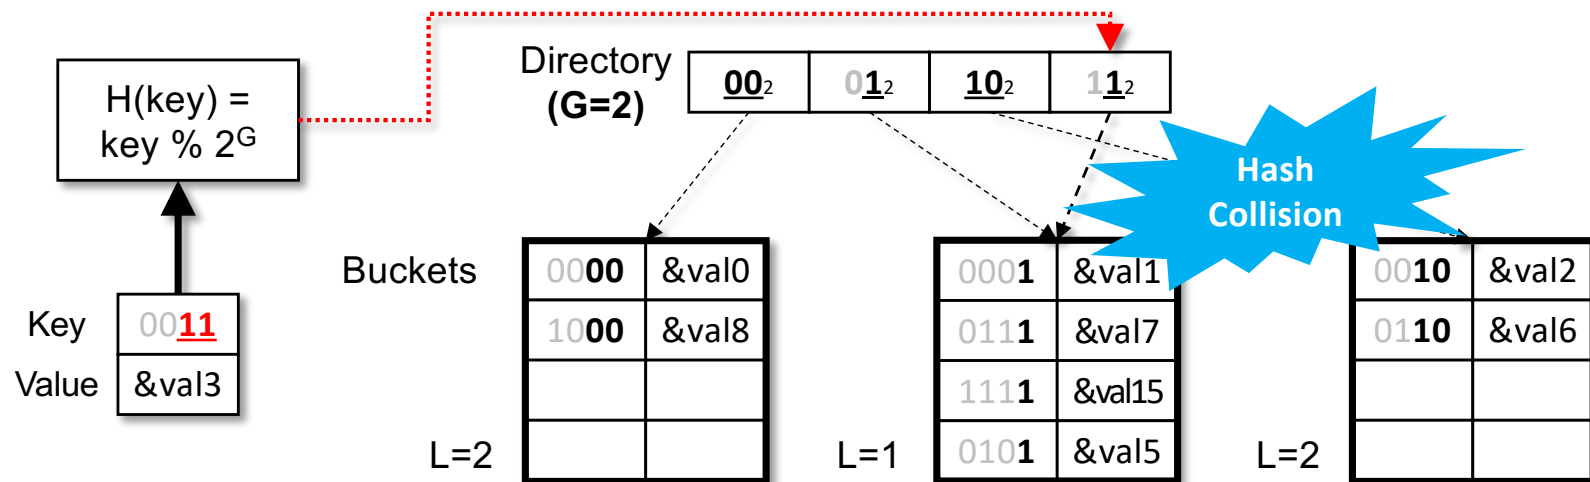 H(key) =
key % 2^G
Directory
(G=2)
00₂ 01₂ 10₂ 11₂
Hash
Collision
Buckets
Key 0011
Value &val3
0000 &val0
1000 &val8
L=2
0001 &val1
0111 &val7
1111 &val15
0101 &val5
L=1
0010 &val2
0110 &val6
L=2